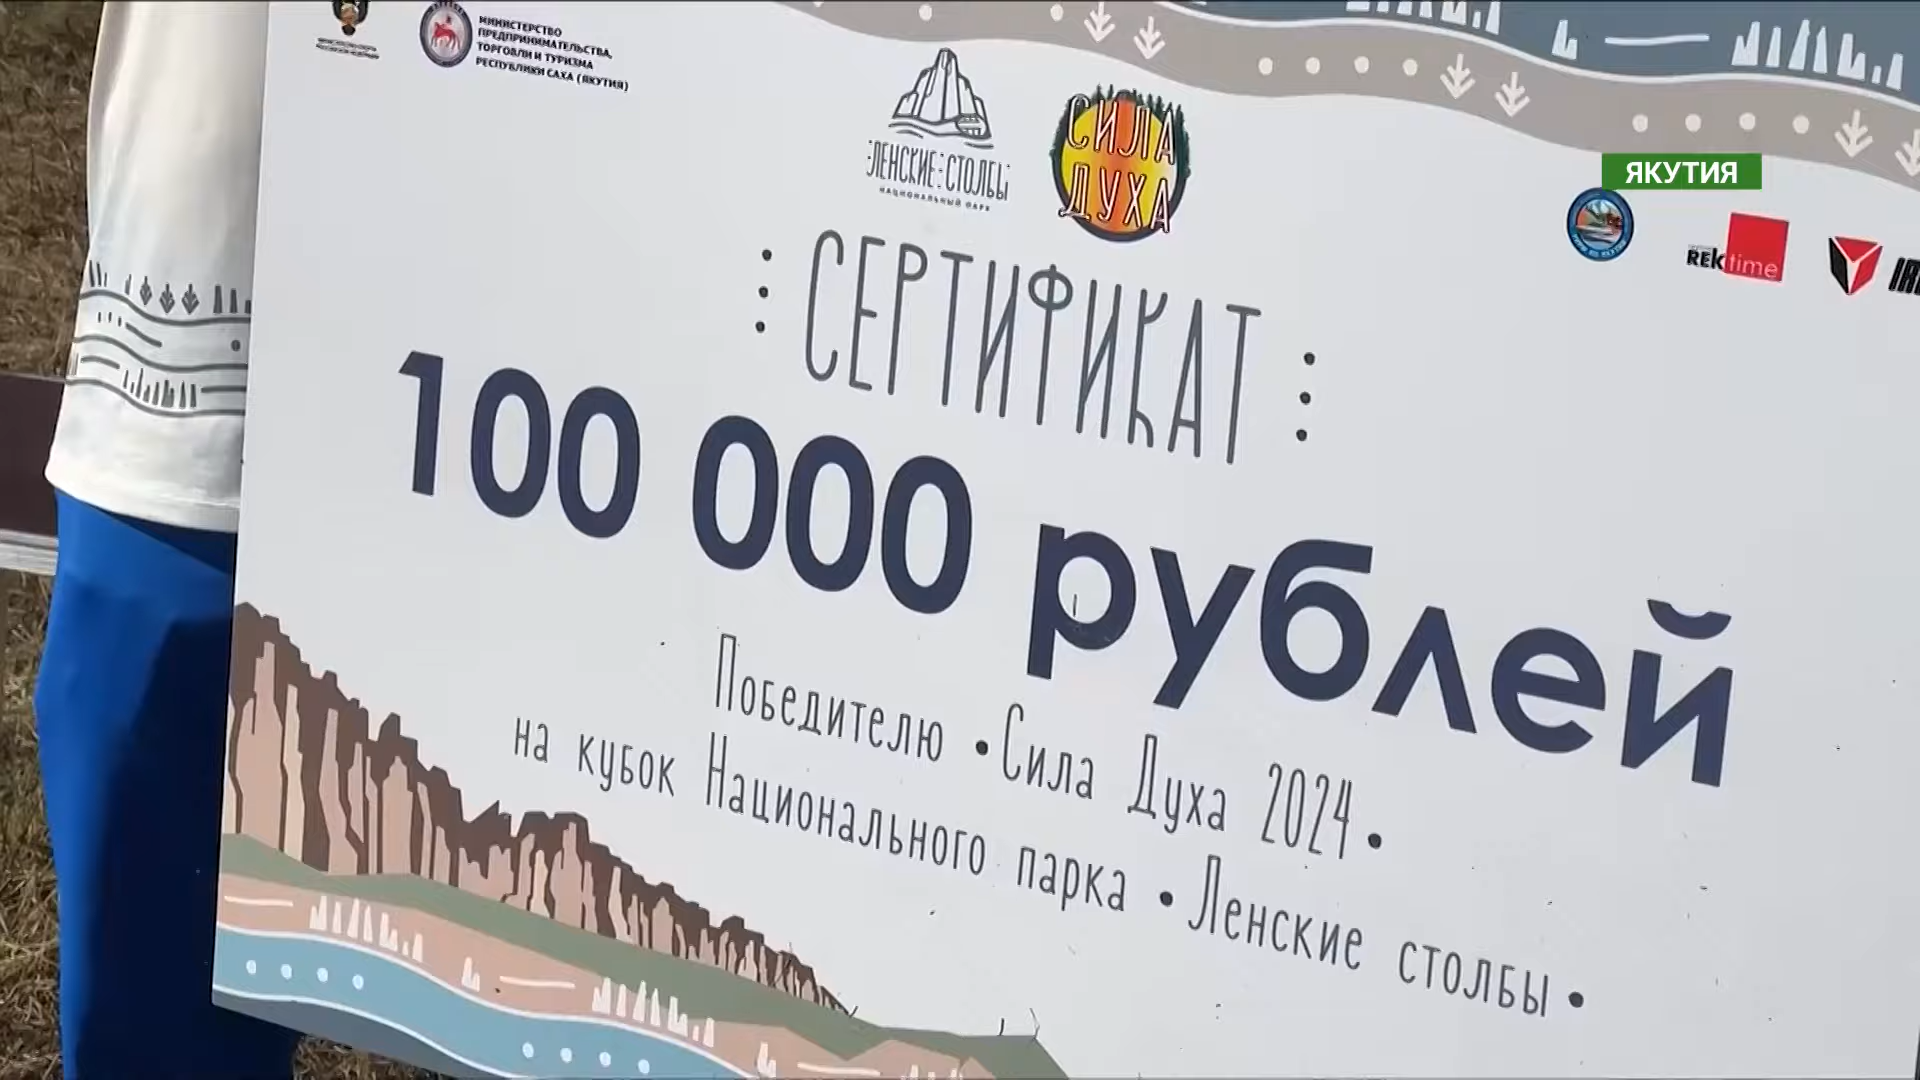 МИНИСТЕРСТВО
ПРЕДПРИНИМАТЕЛЬСТВА,
ТОРГОВЛИ И ТУРИЗМА
РЕСПУБЛИКИ САХА (ЯКУТИЯ)
ЛЕНСКИЕ СТОЛБЫ
НАЦИОНАЛЬНЫЙ ПАРК
СИЛА
ДУХА
ЯКУТИЯ
REKtime
СЕРТИФИКАТ
100 000 рублей
Победителю •Сила Духа 2024•
на кубок Национального парка •Ленские столбы•